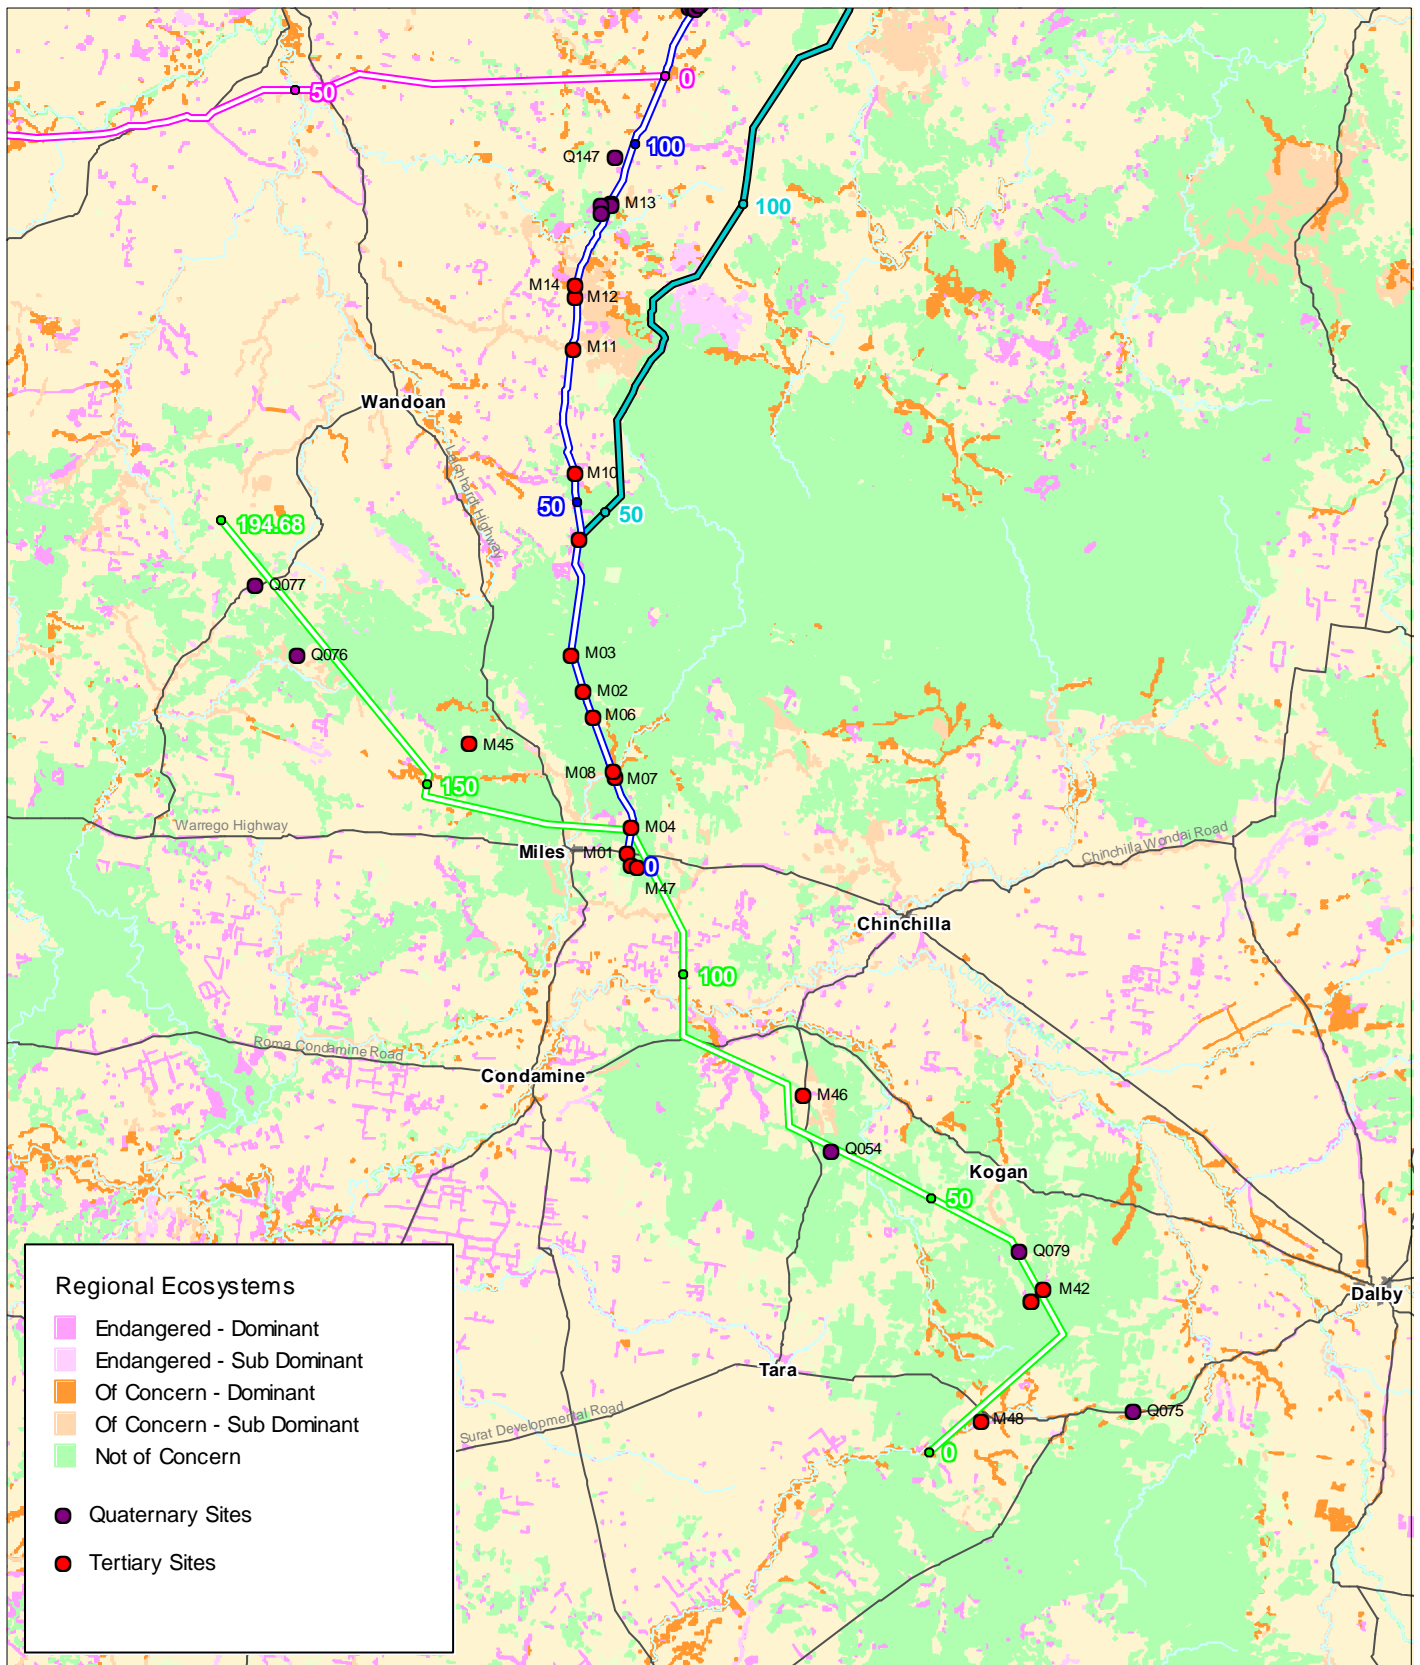 50
0
100
Q147
M13
100
M14
M12
M11
Wandoan
Leichhardt Highway
M10
50
50
194.68
Q077
Q076
M03
M02
M06
M45
M08
M07
150
Warrego Highway
M04
Miles
M01
0
M47
Chinchilla Wondai Road
Chinchilla
100
Roma Condamine Road
Condamine
M46
Q054
Kogan
50
Q079
M42
Dalby
Tara
Surat Developmental Road
M48
Q075
0
Regional Ecosystems
Endangered - Dominant
Endangered - Sub Dominant
Of Concern - Dominant
Of Concern - Sub Dominant
Not of Concern
Quaternary Sites
Tertiary Sites